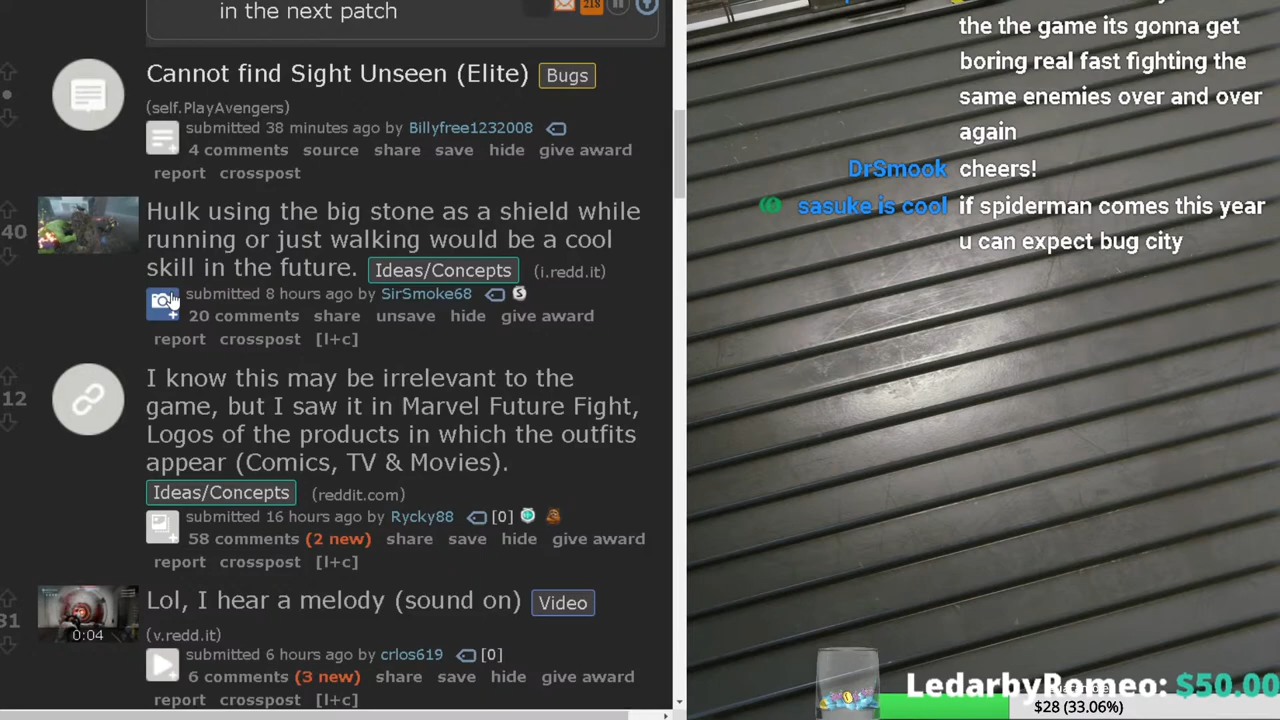 in the next patch
218
Cannot find Sight Unseen (Elite) Bugs
(self.PlayAvengers)
submitted 38 minutes ago by Billyfree1232008
4 comments source share save hide give award
report crosspost
40
Hulk using the big stone as a shield while
running or just walking would be a cool
skill in the future. Ideas/Concepts (i.redd.it)
submitted 8 hours ago by SirSmoke68
20 comments share unsave hide give award
report crosspost [l+c]
12
I know this may be irrelevant to the
game, but I saw it in Marvel Future Fight,
Logos of the products in which the outfits
appear (Comics, TV & Movies).
Ideas/Concepts (reddit.com)
submitted 16 hours ago by Rycky88 [0]
58 comments (2 new) share save hide give award
report crosspost [l+c]
31
Lol, I hear a melody (sound on) Video
0:04
(v.redd.it)
submitted 6 hours ago by crlos619 [0]
6 comments (3 new) share save hide give award
report crosspost [l+c]
the the game its gonna get
boring real fast fighting the
same enemies over and over
again
DrSmook cheers!
sasuke is cool if spiderman comes this year
u can expect bug city
LedarbyRomeo: $50.00
$28 (33.06%)